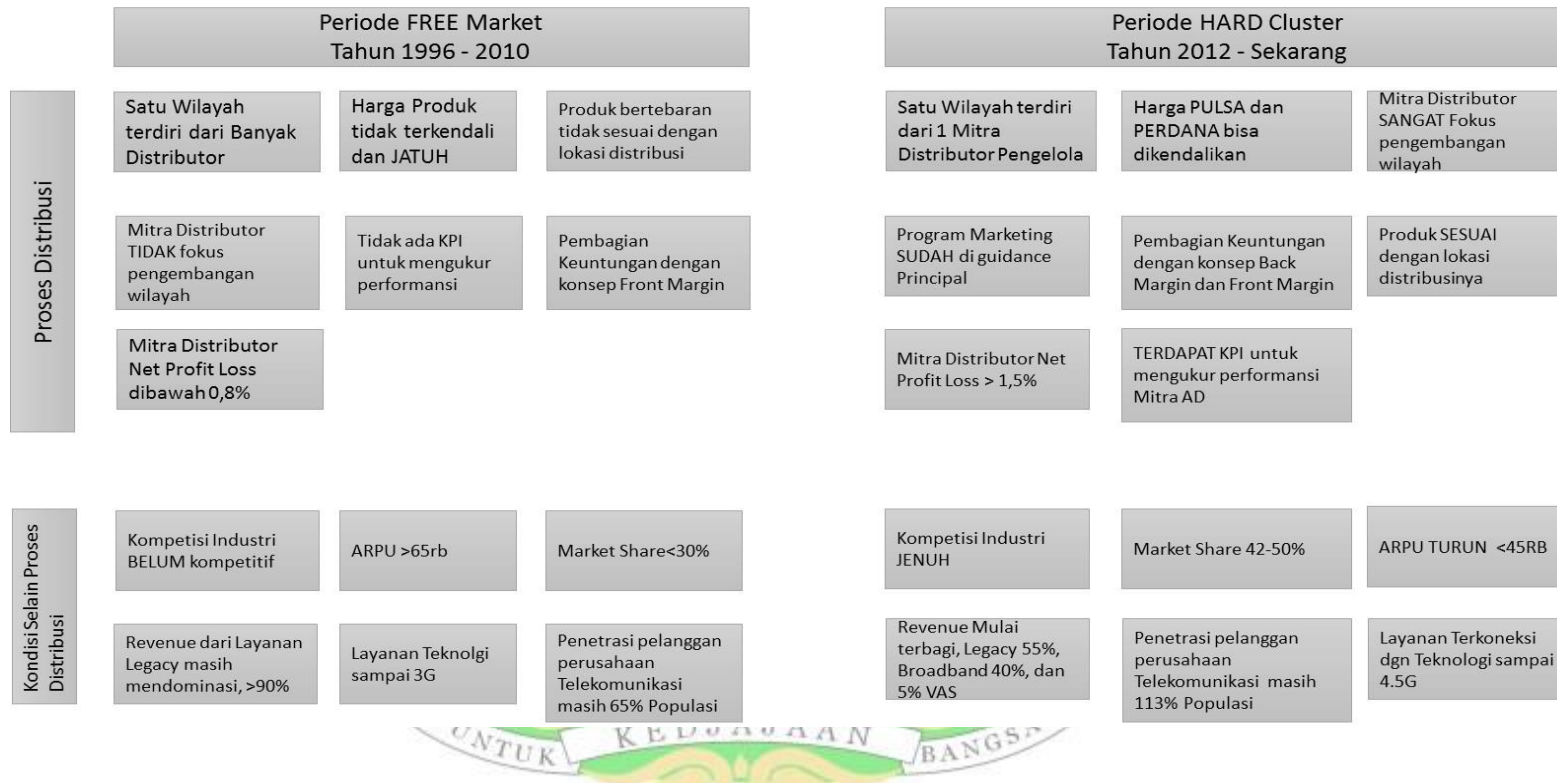 Periode FREE Market
Tahun 1996 - 2010
Periode HARD Cluster
Tahun 2012 - Sekarang
Proses Distribusi
Satu Wilayah
terdiri dari Banyak
Distributor
Harga Produk
tidak terkendali
dan JATUH
Produk bertebaran
tidak sesuai dengan
lokasi distribusi
Satu Wilayah terdiri
dari 1 Mitra
Distributor Pengelola
Harga PULSA dan
PERDANA bisa
dikendalikan
Mitra Distributor
SANGAT Fokus
pengembangan
wilayah
Mitra Distributor
TIDAK fokus
pengembangan
wilayah
Tidak ada KPI
untuk mengukur
performansi
Pembagian
Keuntungan dengan
konsep Front Margin
Program Marketing
SUDAH di guidance
Principal
Pembagian Keuntungan
dengan konsep Back
Margin dan Front Margin
Produk SESUAI
dengan lokasi
distribusinya
Mitra Distributor
Net Profit Loss
dibawah 0,8%
Mitra Distributor Net
Profit Loss > 1,5%
TERDAPAT KPI untuk
mengukur performansi
Mitra AD
Kondisi Selain Proses
Distribusi
Kompetisi Industri
BELUM kompetitif
ARPU >65rb
Market Share<30%
Kompetisi Industri
JENUH
Market Share 42-50%
ARPU TURUN <45RB
Revenue dari Layanan
Legacy masih
mendominasi, >90%
Layanan Teknolgi
sampai 3G
Penetrasi pelanggan
perusahaan
Telekomunikasi
masih 65% Populasi
Revenue Mulai
terbagi, Legacy 55%,
Broadband 40%, dan
5% VAS
Penetrasi pelanggan
perusahaan
Telekomunikasi masih
113% Populasi
Layanan Terkoneksi
dgn Teknologi sampai
4.5G
UNTUK KEDJAJAAN BANGSA